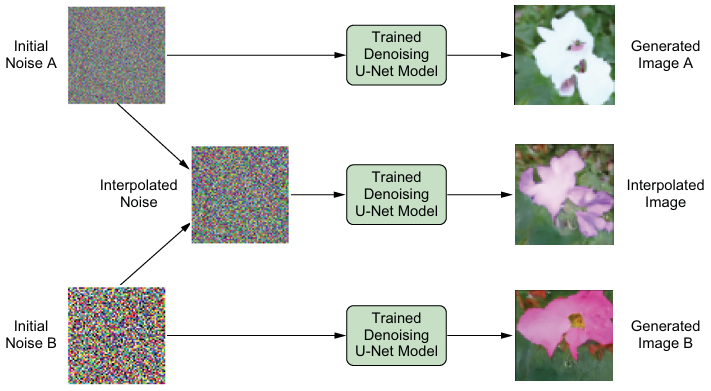 Initial
Noise A
Trained
Denoising
U-Net Model
Generated
Image A
Interpolated
Noise
Trained
Denoising
U-Net Model
Interpolated
Image
Initial
Noise B
Trained
Denoising
U-Net Model
Generated
Image B